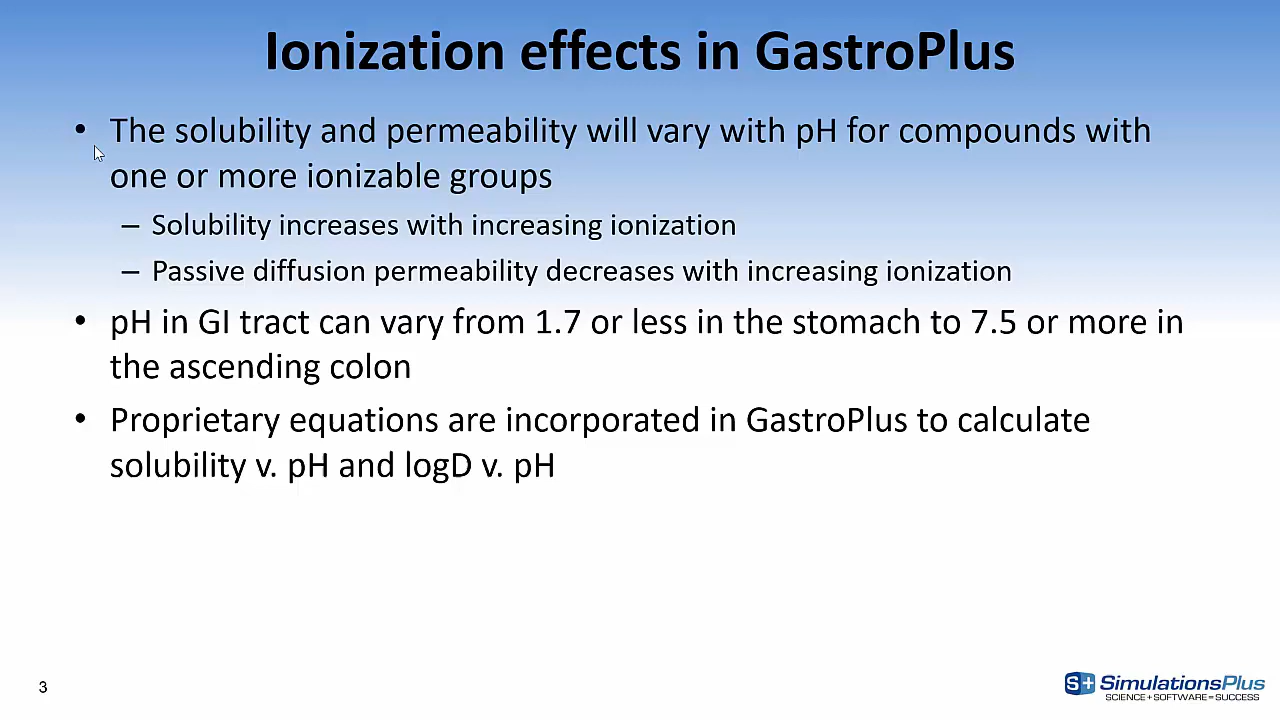 Ionization effects in GastroPlus
• The solubility and permeability will vary with pH for compounds with
one or more ionizable groups
– Solubility increases with increasing ionization
– Passive diffusion permeability decreases with increasing ionization
• pH in GI tract can vary from 1.7 or less in the stomach to 7.5 or more in
the ascending colon
• Proprietary equations are incorporated in GastroPlus to calculate
solubility v. pH and logD v. pH
3
S+ SimulationsPlus
SCIENCE+SOFTWARE=SUCCESS